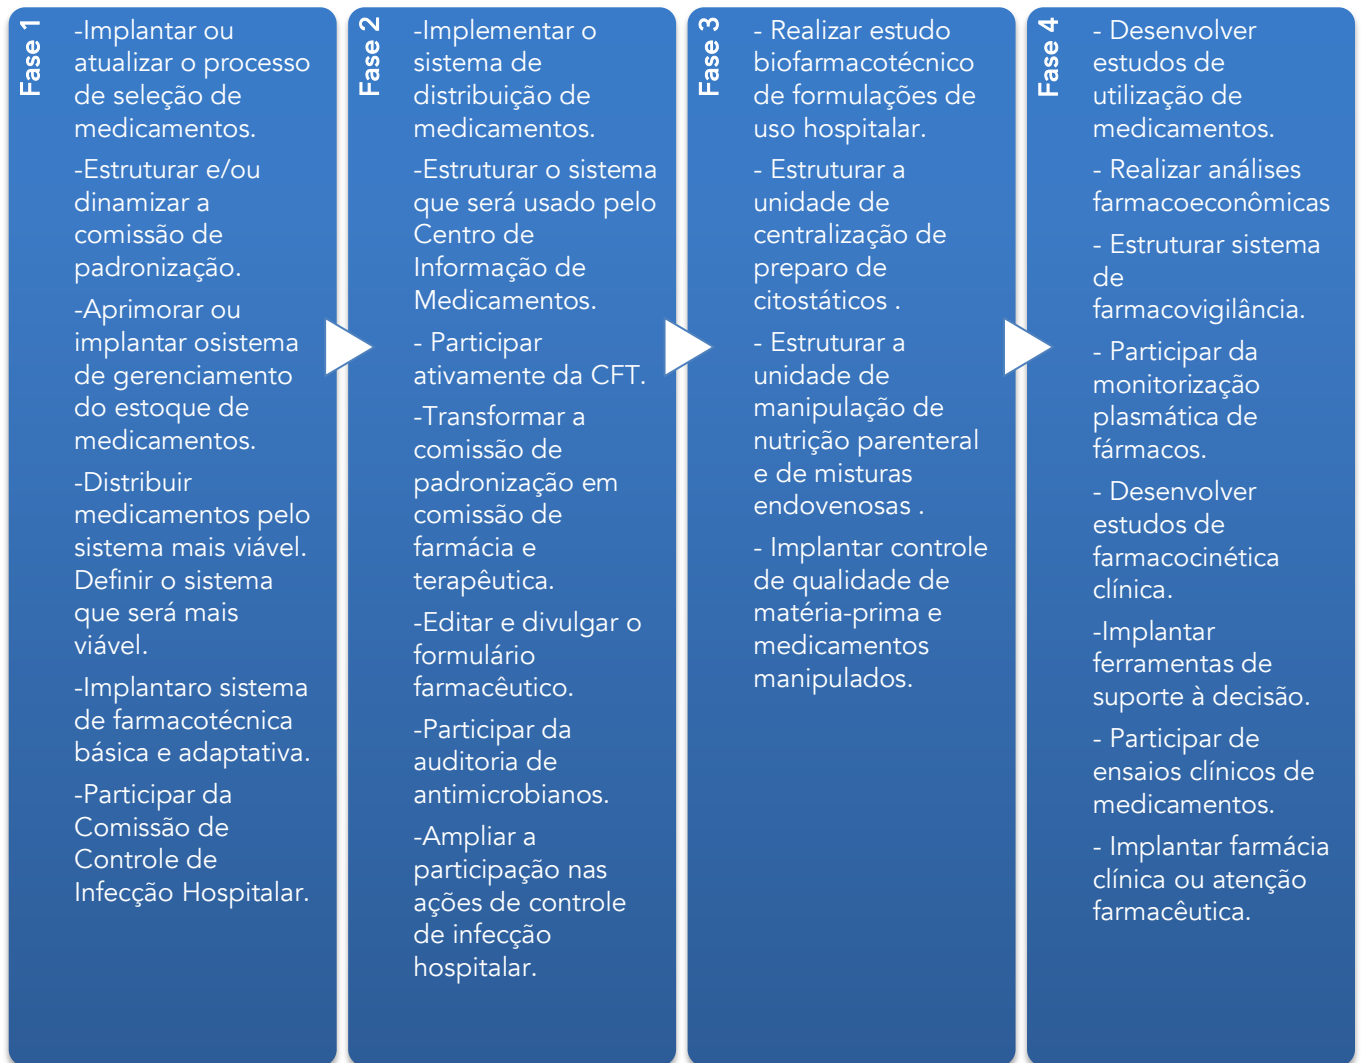 Fase 1
-Implantar ou
atualizar o processo
de seleção de
medicamentos.
-Estruturar e/ou
dinamizar a
comissão de
padronização.
-Aprimorar ou
implantar osistema
de gerenciamento
do estoque de
medicamentos.
-Distribuir
medicamentos pelo
sistema mais viável.
Definir o sistema
que será mais
viável.
-Implantaro sistema
de farmacotécnica
básica e adaptativa.
-Participar da
Comissão de
Controle de
Infecção Hospitalar.
Fase 2
-Implementar o
sistema de
distribuição de
medicamentos.
-Estruturar o sistema
que será usado pelo
Centro de
Informação de
Medicamentos.
- Participar
ativamente da CFT.
-Transformar a
comissão de
padronização em
comissão de
farmácia e
terapêutica.
-Editar e divulgar o
formulário
farmacêutico.
-Participar da
auditoria de
antimicrobianos.
-Ampliar a
participação nas
ações de controle
de infecção
hospitalar.
Fase 3
- Realizar estudo
biofarmacotécnico
de formulações de
uso hospitalar.
- Estruturar a
unidade de
centralização de
preparo de
citostáticos .
- Estruturar a
unidade de
manipulação de
nutrição parenteral
e de misturas
endovenosas .
- Implantar controle
de qualidade de
matéria-prima e
medicamentos
manipulados.
Fase 4
- Desenvolver
estudos de
utilização de
medicamentos.
- Realizar análises
farmacoeconômicas
- Estruturar sistema
de
farmacovigilância.
- Participar da
monitorização
plasmática de
fármacos.
- Desenvolver
estudos de
farmacocinética
clínica.
-Implantar
ferramentas de
suporte à decisão.
- Participar de
ensaios clínicos de
medicamentos.
- Implantar farmácia
clínica ou atenção
farmacêutica.